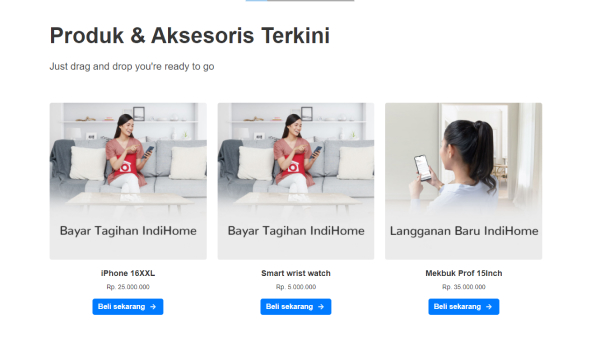 Produk & Aksesoris Terkini
Just drag and drop you're ready to go
Bayar Tagihan IndiHome
Bayar Tagihan IndiHome
Langganan Baru IndiHome
iPhone 16XXL
Smart wrist watch
Mekbuk Prof 15Inch
Rp. 25.000.000
Rp. 5.000.000
Rp. 35.000.000
Beli sekarang →
Beli sekarang →
Beli sekarang →